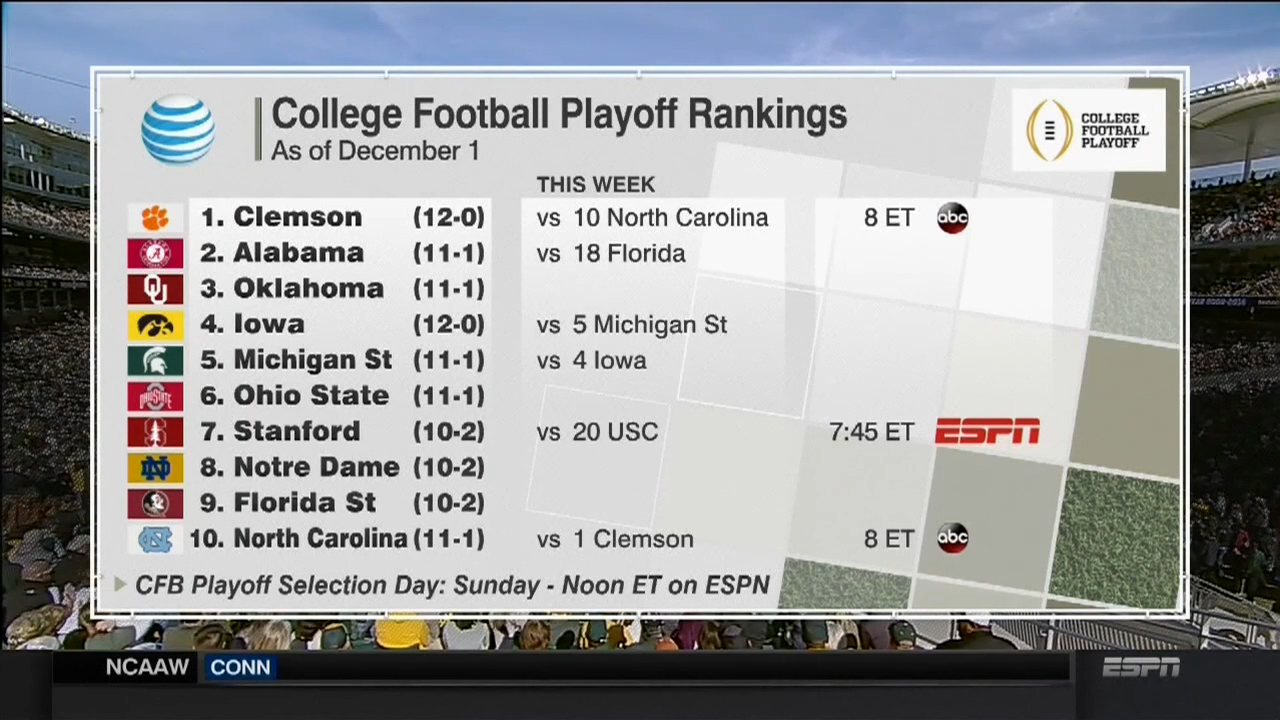 College Football Playoff Rankings
As of December 1
COLLEGE
FOOTBALL
PLAYOFF
THIS WEEK
1. Clemson (12-0) vs 10 North Carolina 8 ET abc
2. Alabama (11-1) vs 18 Florida
3. Oklahoma (11-1)
4. Iowa (12-0) vs 5 Michigan St
5. Michigan St (11-1) vs 4 Iowa
6. Ohio State (11-1)
7. Stanford (10-2) vs 20 USC 7:45 ET ESPN
8. Notre Dame (10-2)
9. Florida St (10-2)
10. North Carolina (11-1) vs 1 Clemson 8 ET abc
CFB Playoff Selection Day: Sunday - Noon ET on ESPN
NCAAW CONN ESPN